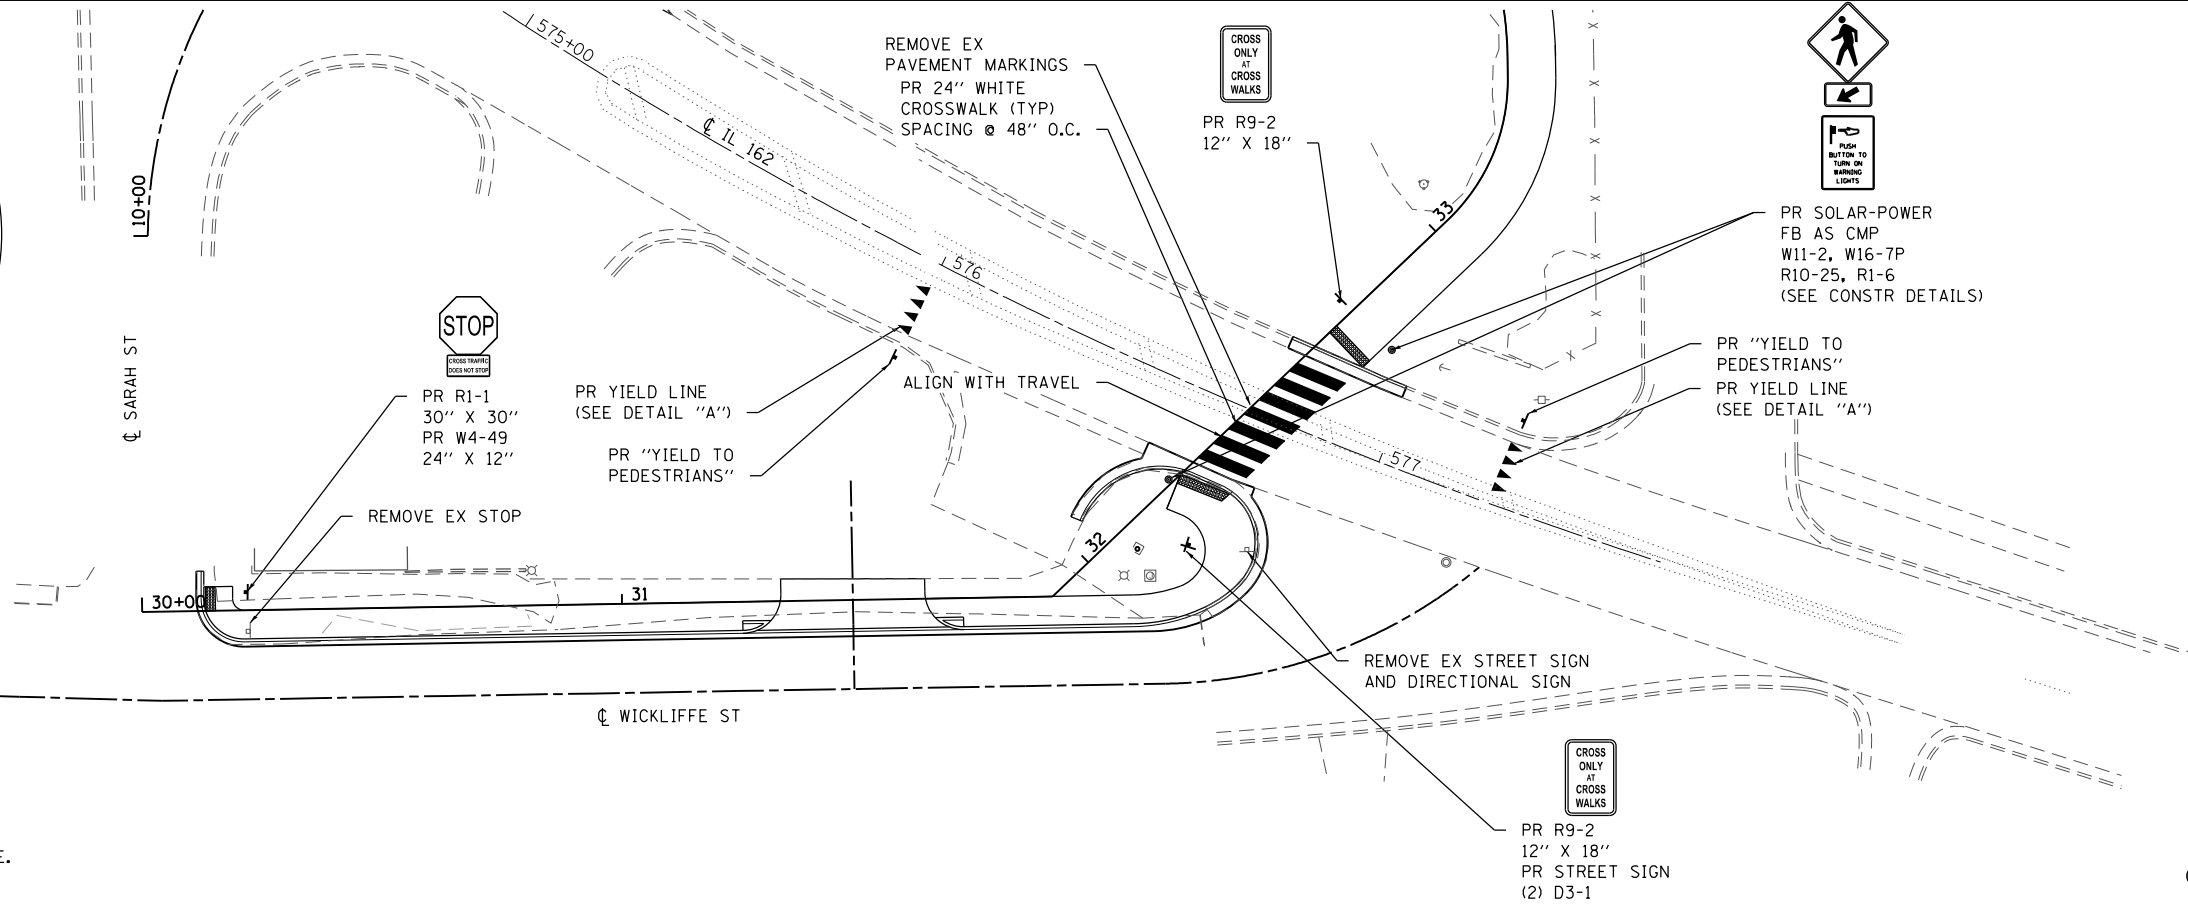 575+00
REMOVE EX
PAVEMENT MARKINGS
PR 24" WHITE
CROSSWALK (TYP)
SPACING @ 48" O.C.
CROSS
ONLY
AT
CROSS
WALKS
PR R9-2
12" X 18"
PUSH
BUTTON TO
TURN ON
WARNING
LIGHTS
PR SOLAR-POWER
FB AS CMP
W11-2, W16-7P
R10-25, R1-6
(SEE CONSTR DETAILS)
℄ IL 162
10+00
33
576
℄ SARAH ST
STOP
CROSS TRAFFIC
DOES NOT STOP
PR R1-1
30" X 30"
PR W4-49
24" X 12"
PR YIELD LINE
(SEE DETAIL "A")
PR "YIELD TO
PEDESTRIANS"
ALIGN WITH TRAVEL
PR "YIELD TO
PEDESTRIANS"
PR YIELD LINE
(SEE DETAIL "A")
577
REMOVE EX STOP
32
30+00
31
REMOVE EX STREET SIGN
AND DIRECTIONAL SIGN
℄ WICKLIFFE ST
CROSS
ONLY
AT
CROSS
WALKS
PR R9-2
12" X 18"
PR STREET SIGN
(2) D3-1
E.